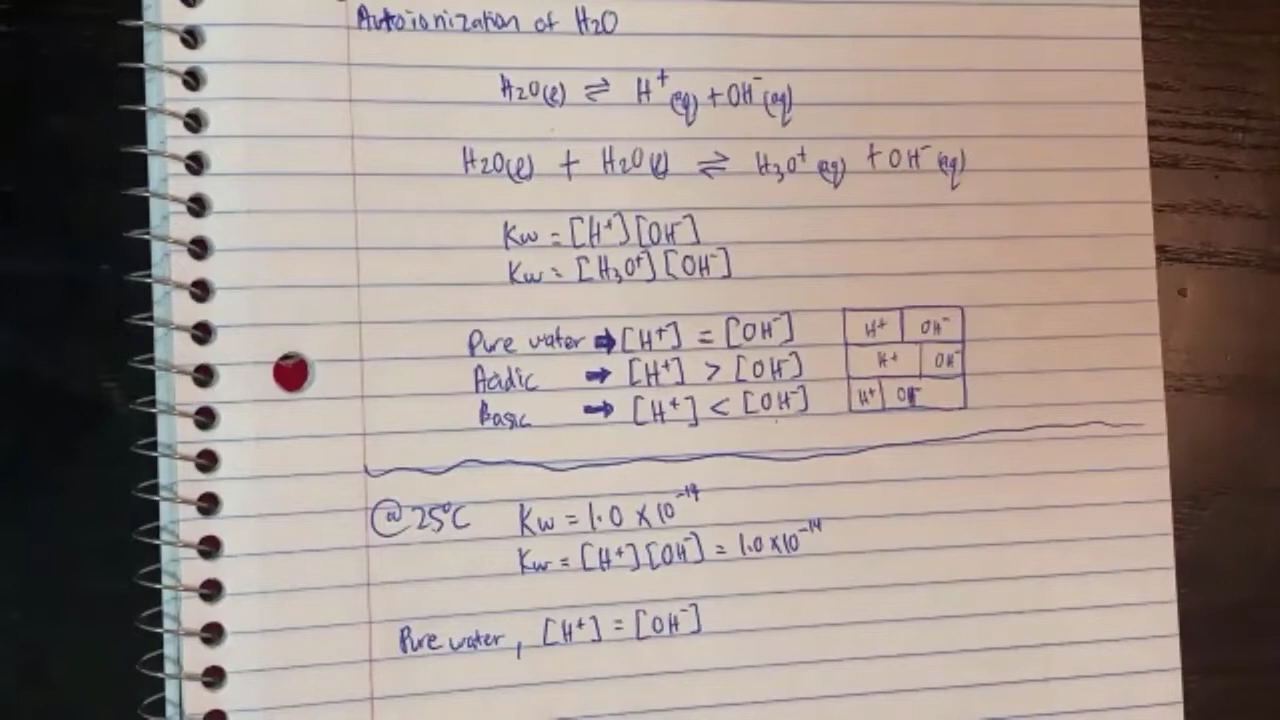 Autoionization of H2O
H2O(l) ⇌ H⁺(aq) + OH⁻(aq)
H2O(l) + H2O(l) ⇌ H3O⁺(aq) + OH⁻(aq)
Kw = [H⁺][OH⁻]
Kw = [H3O⁺][OH⁻]
Pure water ➡ [H⁺] = [OH⁻] H⁺ OH⁻
Acidic ➡ [H⁺] > [OH⁻] H⁺ OH⁻
Basic ➡ [H⁺] < [OH⁻] H⁺ OH⁻
@ 25°C Kw = 1.0 × 10⁻¹⁴
Kw = [H⁺][OH⁻] = 1.0 × 10⁻¹⁴
Pure water, [H⁺] = [OH⁻]